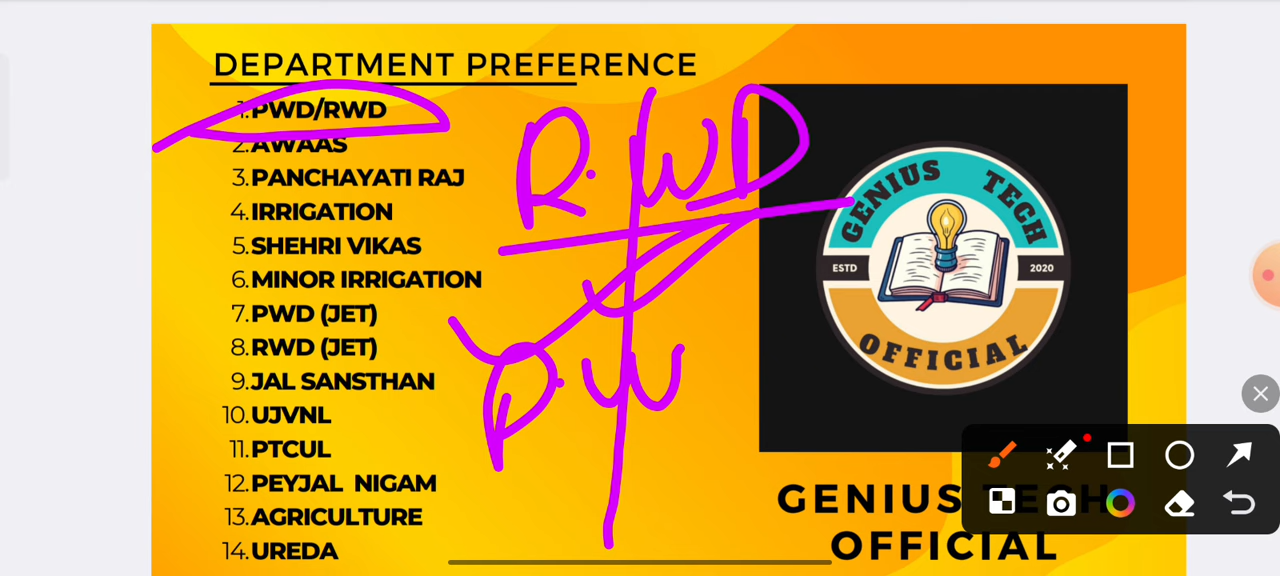 DEPARTMENT PREFERENCE
1. PWD/RWD
2. AWAAS
3. PANCHAYATI RAJ
4. IRRIGATION
5. SHEHRI VIKAS
6. MINOR IRRIGATION
7. PWD (JET)
8. RWD (JET)
9. JAL SANSTHAN
10. UJVNL
11. PTCUL
12. PEYJAL NIGAM
13. AGRICULTURE
14. UREDA
R.WD
P.W
GENIUS TECH
ESTD 2020
OFFICIAL
GENIUS TECH
OFFICIAL